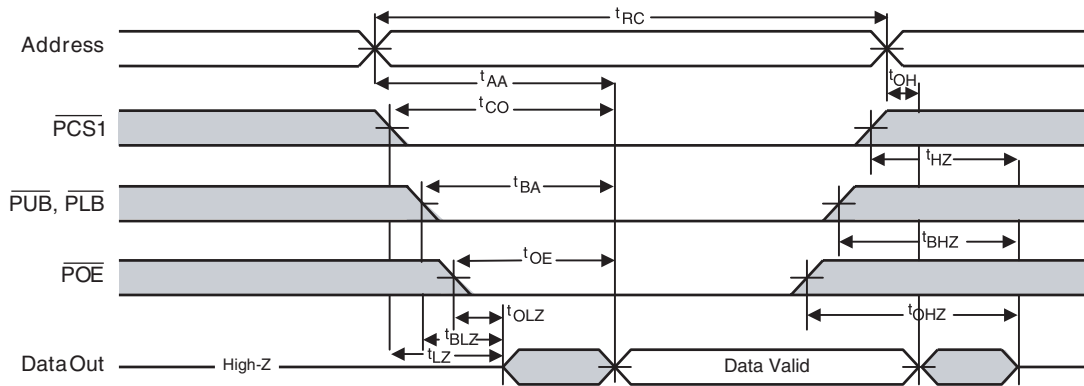 tRC
Address
tAA
tOH
tCO
PCS1
tHZ
tBA
PUB, PLB
tBHZ
tOE
POE
tOLZ
tOHZ
tBLZ
tLZ
Data Out
High-Z
Data Valid